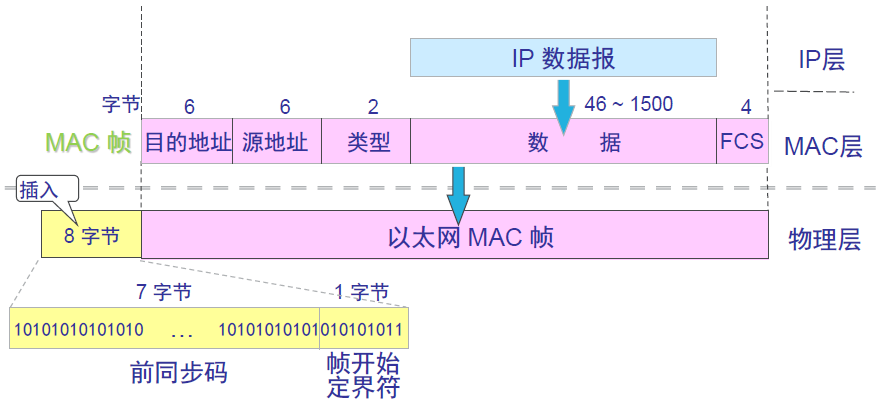 IP 数据报
IP层
字节
6
6
2
46 ~ 1500
4
MAC 帧
目的地址
源地址
类型
数 据
FCS
MAC层
插入
8 字节
以太网 MAC 帧
物理层
7 字节
1 字节
10101010101010 ... 10101010101010101011
前同步码
帧开始
定界符